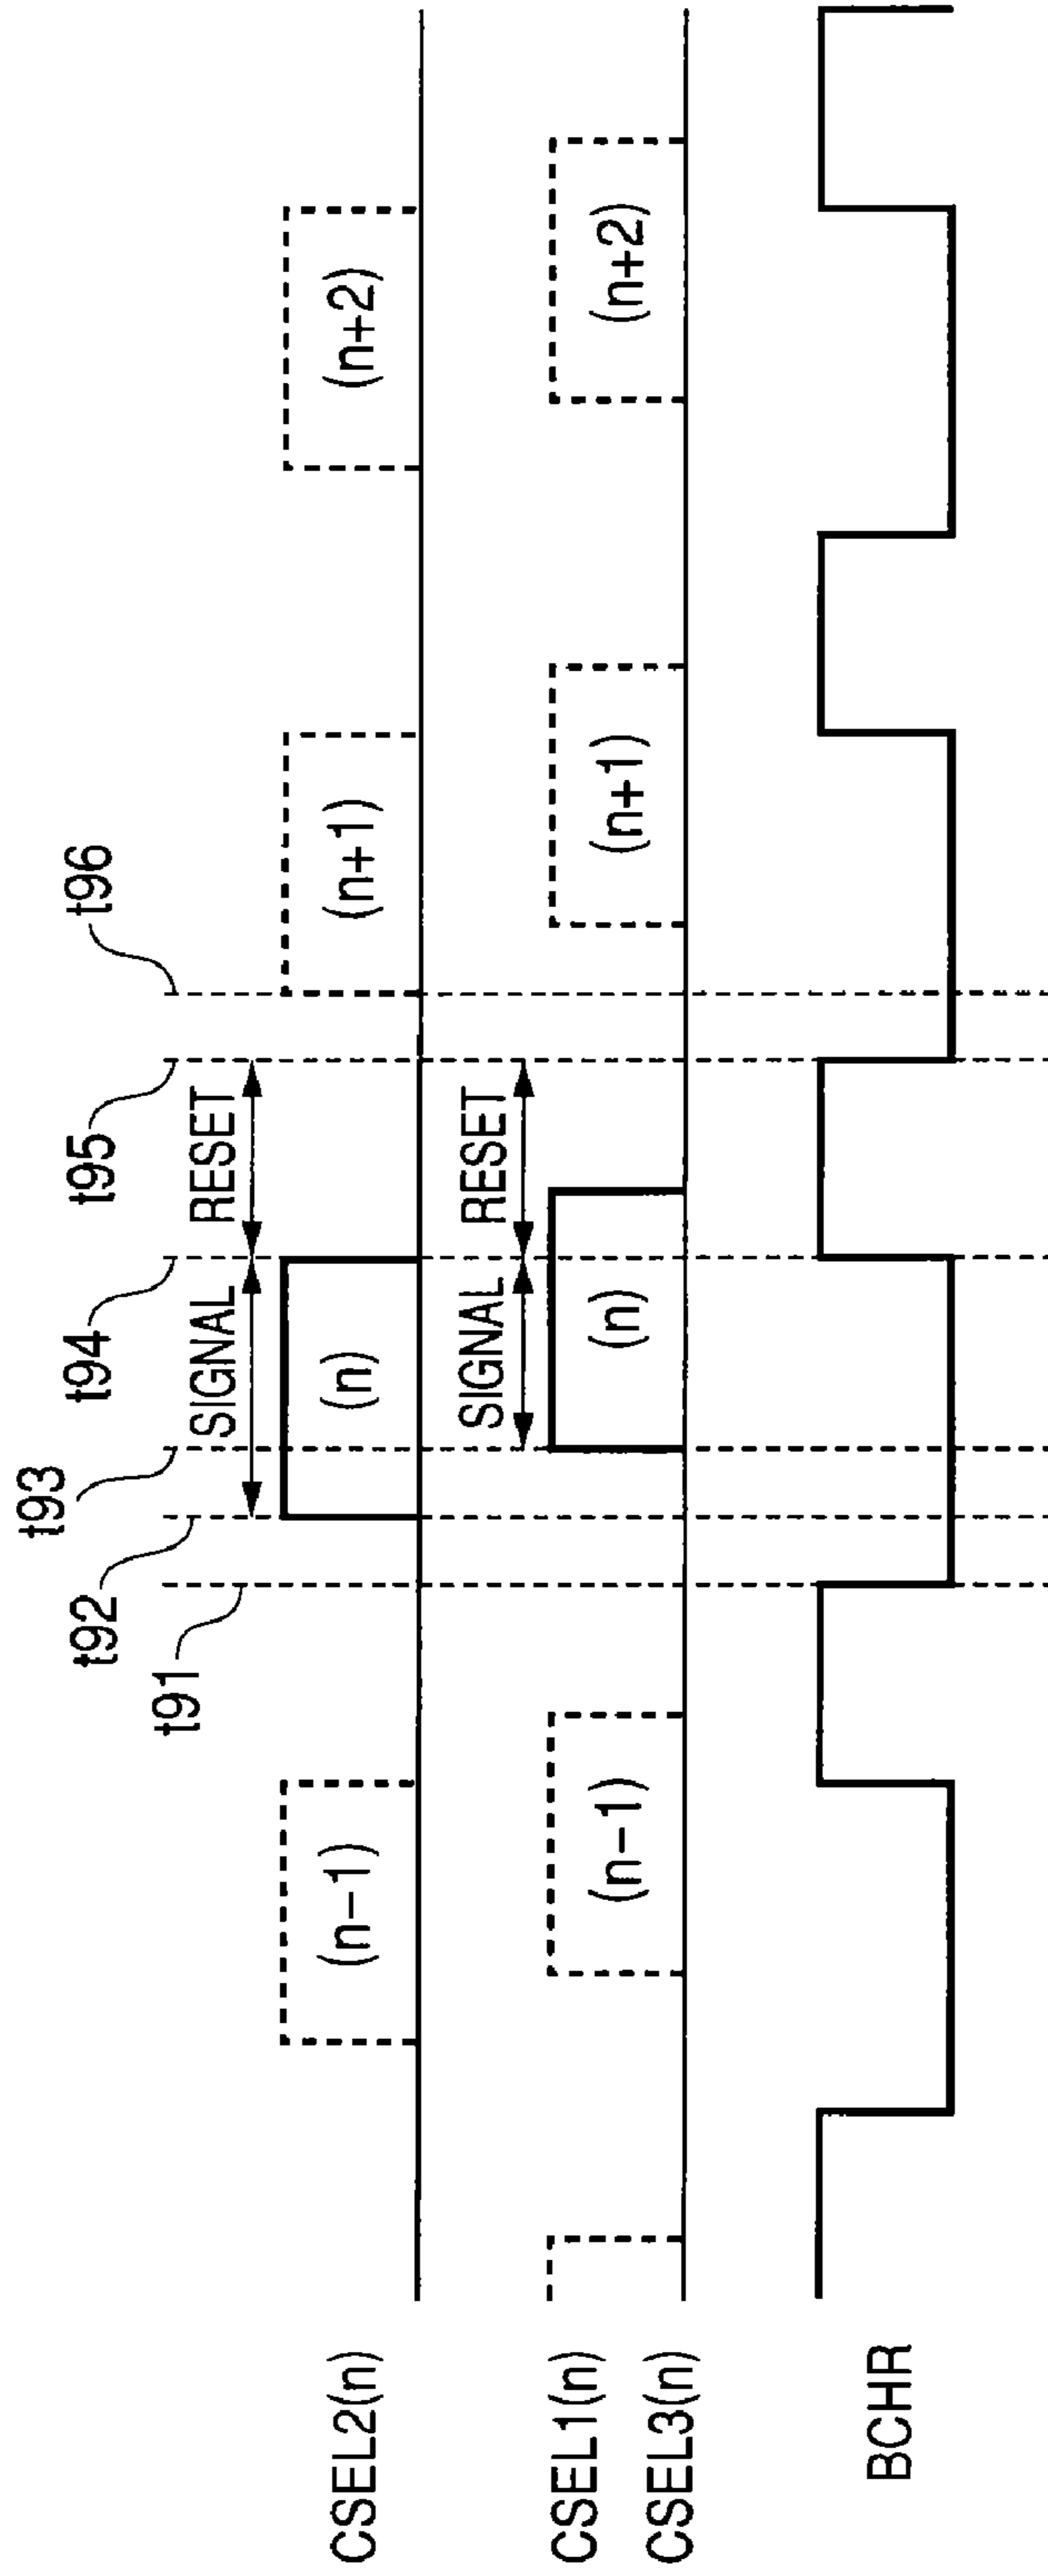 t91
t92
t93
t94
t95
t96
SIGNAL
RESET
CSEL2(n)
(n−1)
(n)
(n+1)
(n+2)
SIGNAL
RESET
CSEL1(n)
CSEL3(n)
(n−1)
(n)
(n+1)
(n+2)
BCHR